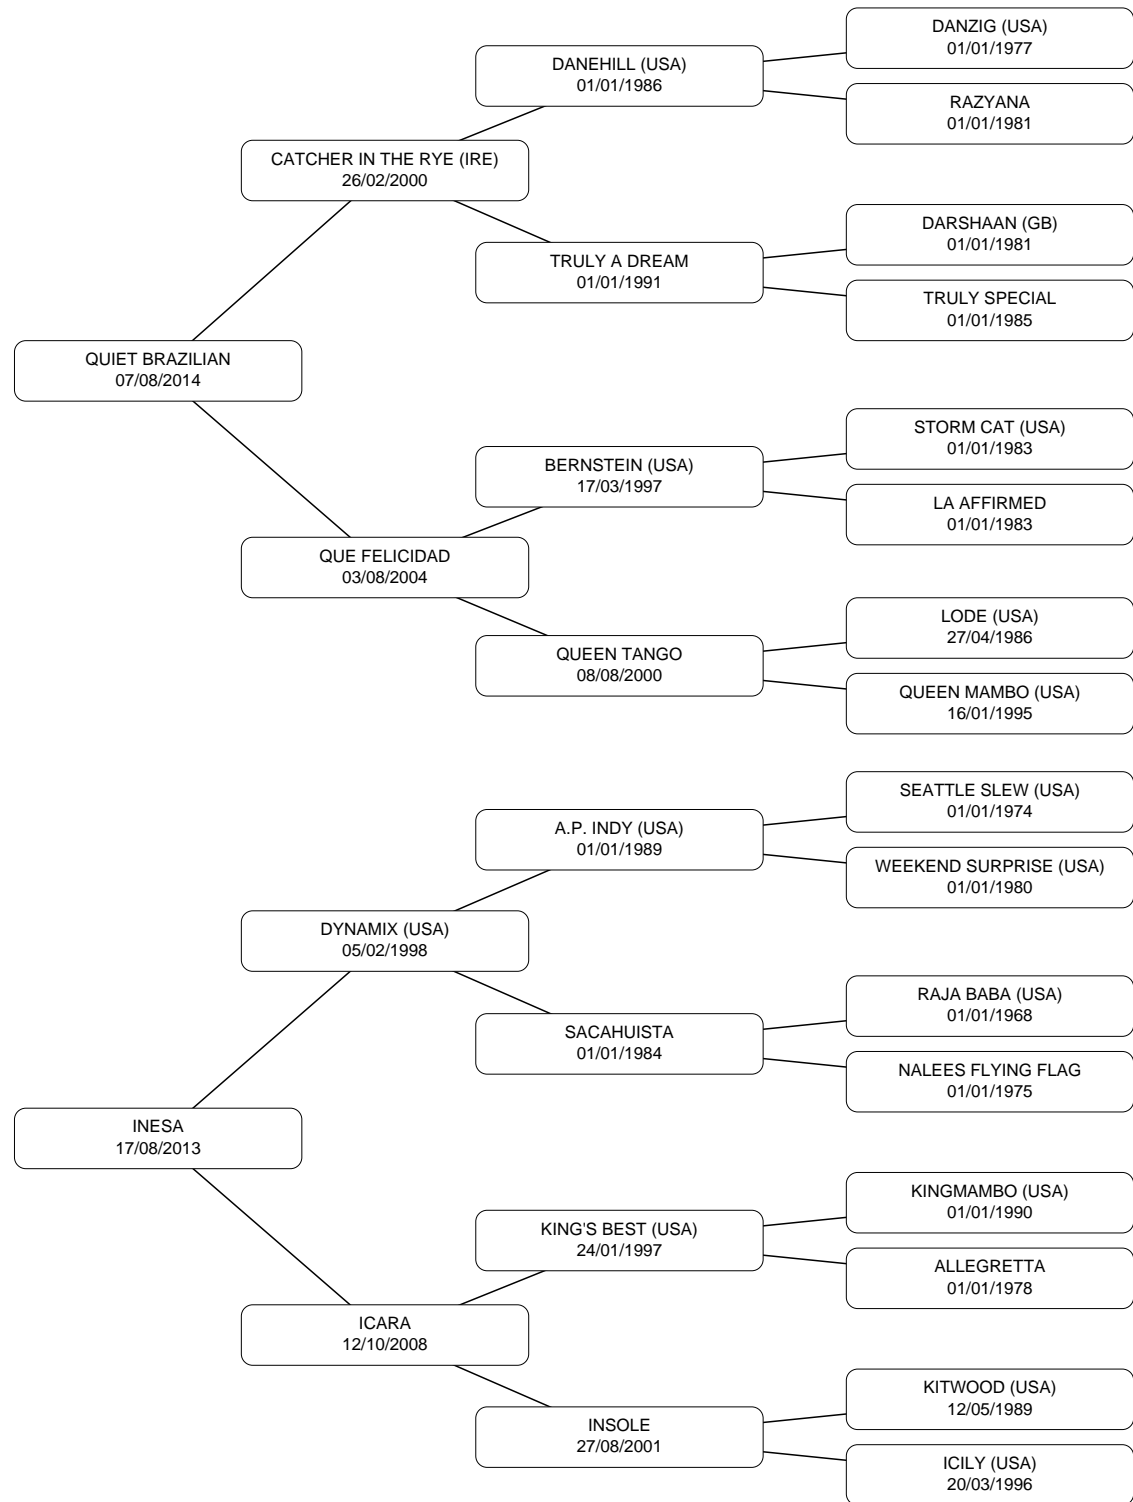 DANZIG (USA)
01/01/1977
DANEHILL (USA)
01/01/1986
RAZYANA
01/01/1981
CATCHER IN THE RYE (IRE)
26/02/2000
DARSHAAN (GB)
01/01/1981
TRULY A DREAM
01/01/1991
TRULY SPECIAL
01/01/1985
QUIET BRAZILIAN
07/08/2014
STORM CAT (USA)
01/01/1983
BERNSTEIN (USA)
17/03/1997
LA AFFIRMED
01/01/1983
QUE FELICIDAD
03/08/2004
LODE (USA)
27/04/1986
QUEEN TANGO
08/08/2000
QUEEN MAMBO (USA)
16/01/1995
SEATTLE SLEW (USA)
01/01/1974
A.P. INDY (USA)
01/01/1989
WEEKEND SURPRISE (USA)
01/01/1980
DYNAMIX (USA)
05/02/1998
RAJA BABA (USA)
01/01/1968
SACAHUISTA
01/01/1984
NALEES FLYING FLAG
01/01/1975
INESA
17/08/2013
KINGMAMBO (USA)
01/01/1990
KING'S BEST (USA)
24/01/1997
ALLEGRETTA
01/01/1978
ICARA
12/10/2008
KITWOOD (USA)
12/05/1989
INSOLE
27/08/2001
ICILY (USA)
20/03/1996